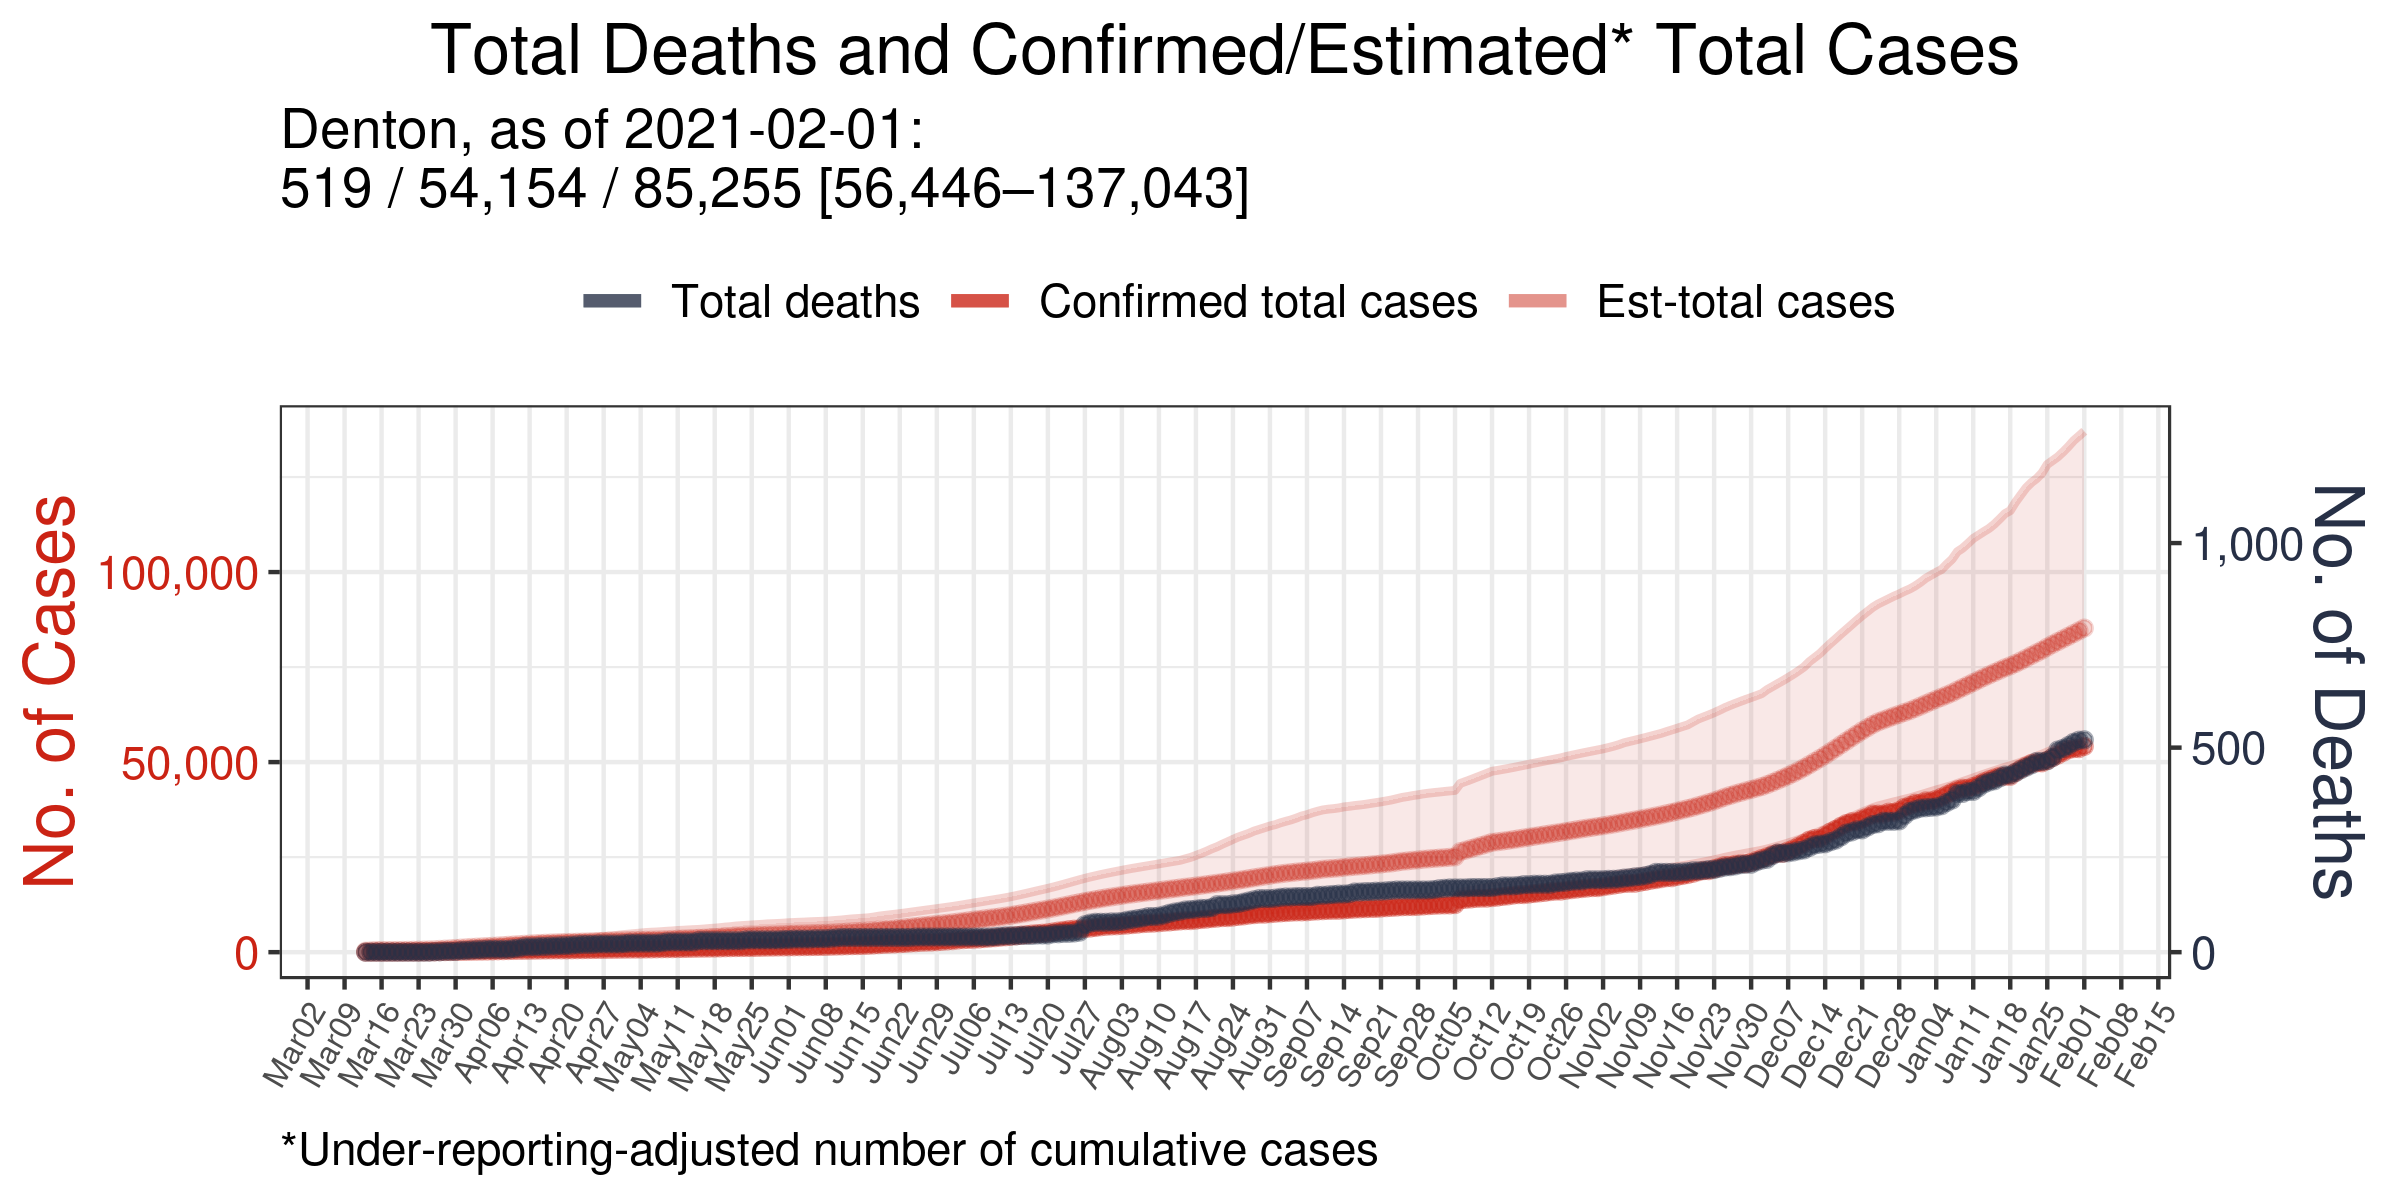 Total Deaths and Confirmed/Estimated* Total Cases
Denton, as of 2021-02-01:
519 / 54,154 / 85,255 [56,446–137,043]
Total deaths
Confirmed total cases
Est-total cases
No. of Cases
100,000
50,000
0
1,000
500
0
No. of Deaths
Mar02
Mar09
Mar16
Mar23
Mar30
Apr06
Apr13
Apr20
Apr27
May04
May11
May18
May25
Jun01
Jun08
Jun15
Jun22
Jun29
Jul06
Jul13
Jul20
Jul27
Aug03
Aug10
Aug17
Aug24
Aug31
Sep07
Sep14
Sep21
Sep28
Oct05
Oct12
Oct19
Oct26
Nov02
Nov09
Nov16
Nov23
Nov30
Dec07
Dec14
Dec21
Dec28
Jan04
Jan11
Jan18
Jan25
Feb01
Feb08
Feb15
*Under-reporting-adjusted number of cumulative cases